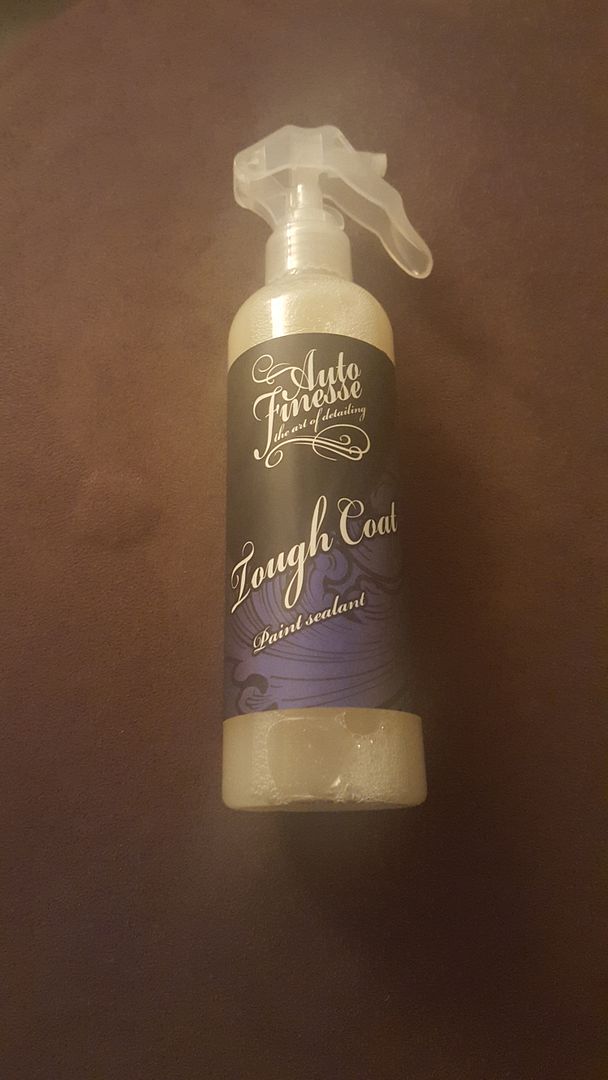 Auto
Finesse
the art of detailing
Tough Coat
Paint sealant